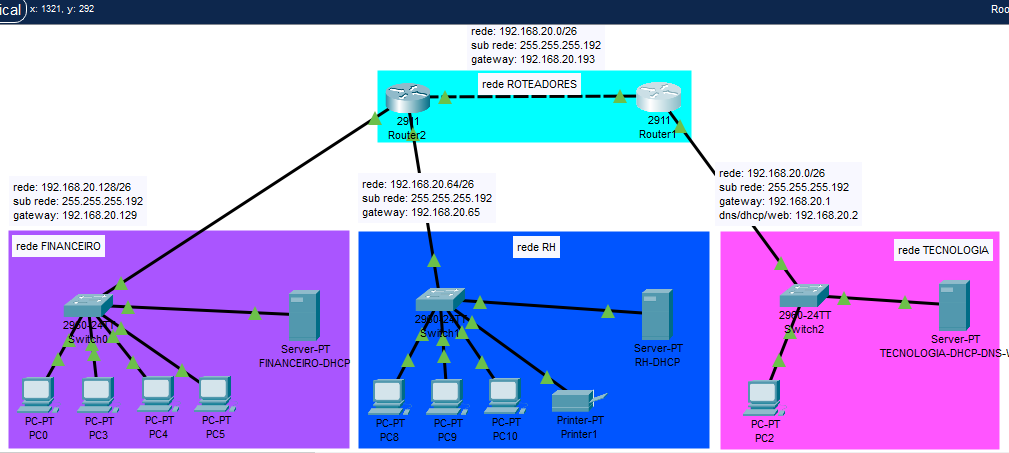 ical
x: 1321, y: 292
Roo
rede: 192.168.20.0/26
sub rede: 255.255.255.192
gateway: 192.168.20.193
rede ROTEADORES
2911
Router2
2911
Router1
rede: 192.168.20.128/26
sub rede: 255.255.255.192
gateway: 192.168.20.129
rede: 192.168.20.64/26
sub rede: 255.255.255.192
gateway: 192.168.20.65
rede: 192.168.20.0/26
sub rede: 255.255.255.192
gateway: 192.168.20.1
dns/dhcp/web: 192.168.20.2
rede FINANCEIRO
rede RH
rede TECNOLOGIA
2960-24TT
Switch0
Server-PT
FINANCEIRO-DHCP
PC-PT
PC0
PC-PT
PC3
PC-PT
PC4
PC-PT
PC5
2960-24TT
Switch1
Server-PT
RH-DHCP
PC-PT
PC8
PC-PT
PC9
PC-PT
PC10
Printer-PT
Printer1
2960-24TT
Switch2
Server-PT
TECNOLOGIA-DHCP-DNS-W
PC-PT
PC2